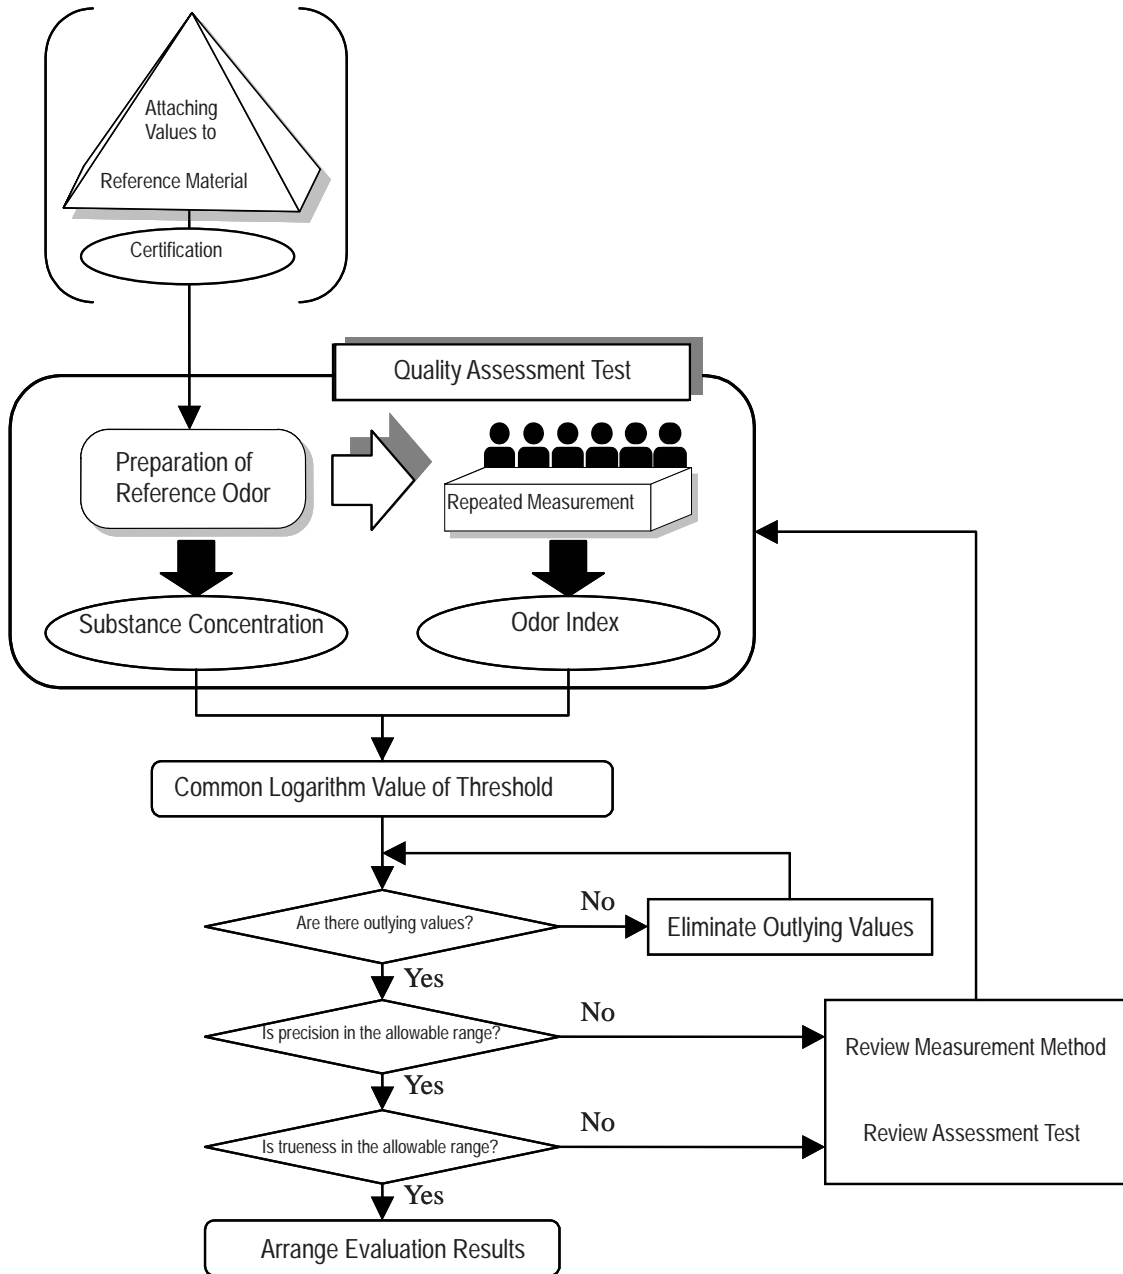 Attaching
Values to
Reference Material
Certification
Quality Assessment Test
Preparation of
Reference Odor
Repeated Measurement
Substance Concentration
Odor Index
Common Logarithm Value of Threshold
Are there outlying values?
No
Eliminate Outlying Values
Yes
Is precision in the allowable range?
No
Review Measurement Method
Yes
Is trueness in the allowable range?
No
Review Assessment Test
Yes
Arrange Evaluation Results